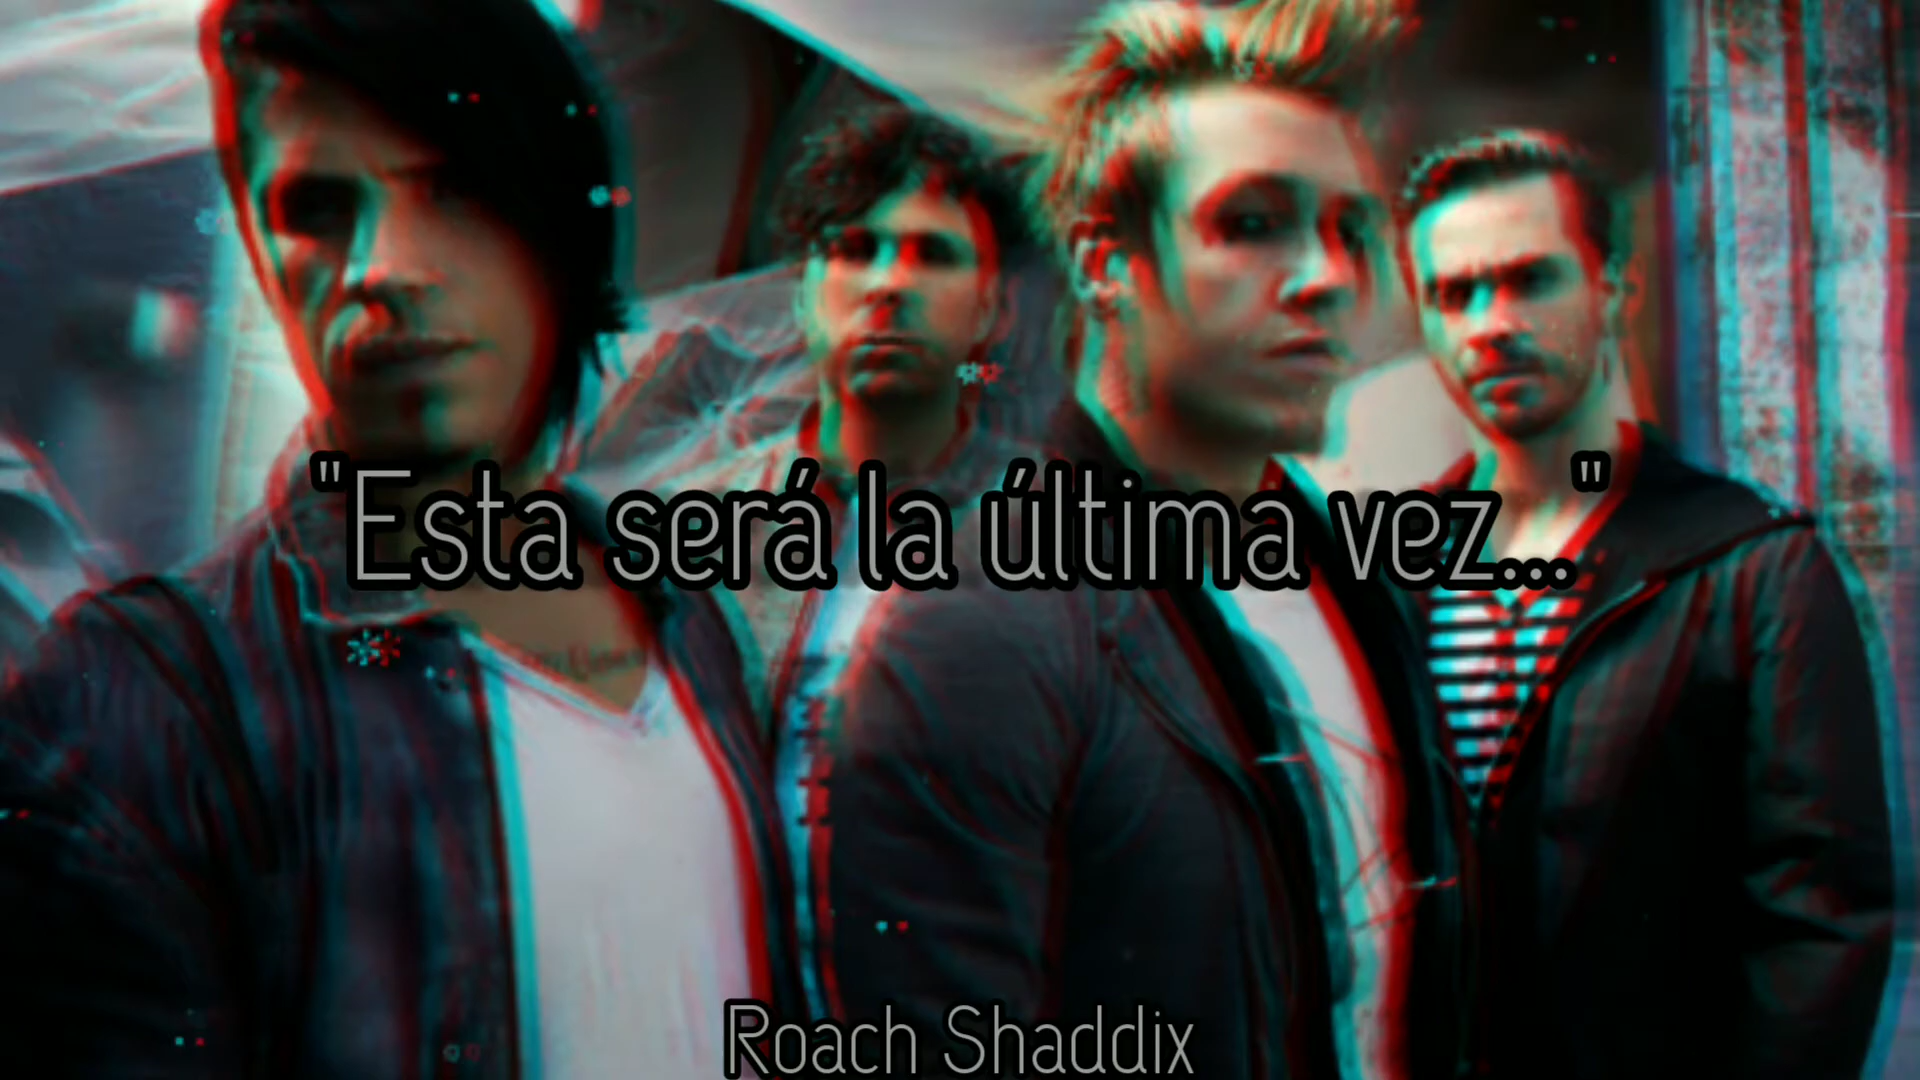 "Esta será la última vez..."
Roach Shaddix